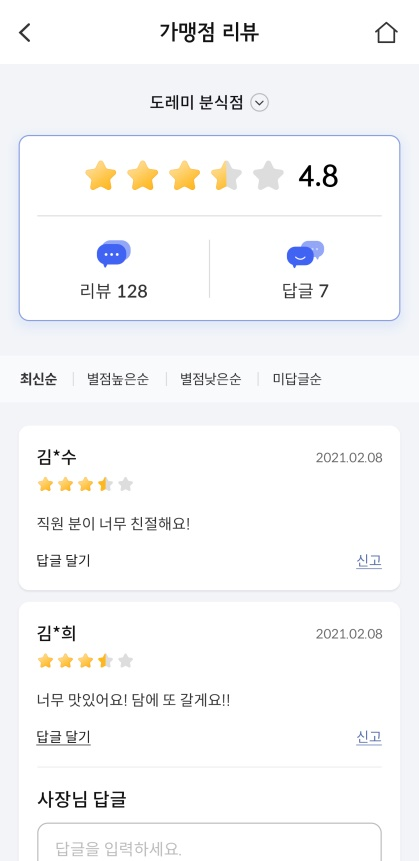 가맹점 리뷰
도레미 분식점
4.8
리뷰 128
답글 7
최신순 별점높은순 별점낮은순 미답글순
김*수 2021.02.08
직원 분이 너무 친절해요!
답글 달기 신고
김*희 2021.02.08
너무 맛있어요! 담에 또 갈게요!!
답글 달기 신고
사장님 답글
답글을 입력하세요.